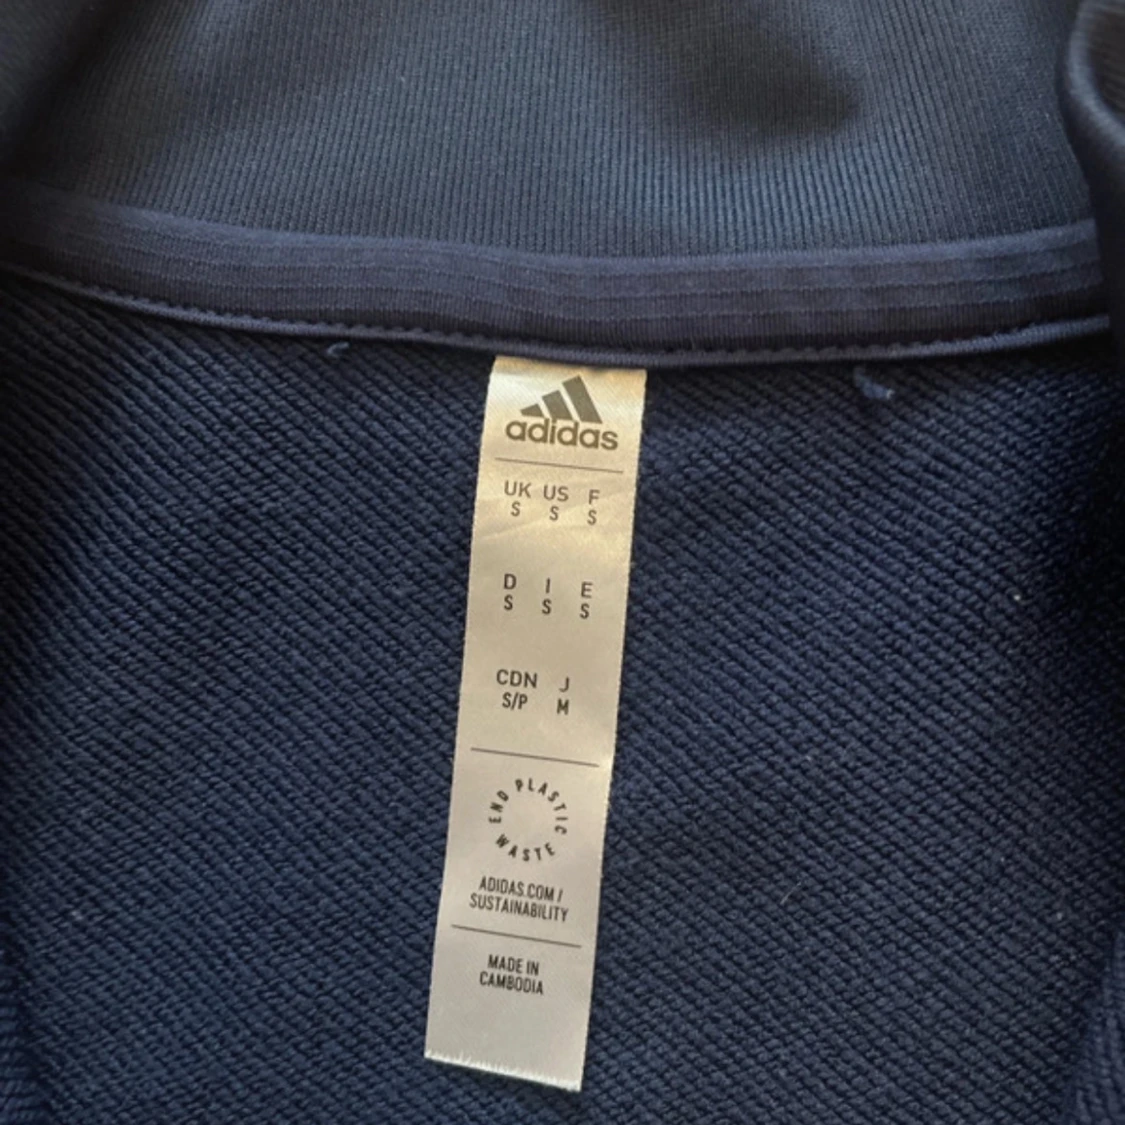 adidas
UK US F
S S S
D I E
S S S
CDN J
S/P M
END PLASTIC WASTE
ADIDAS.COM /
SUSTAINABILITY
MADE IN
CAMBODIA